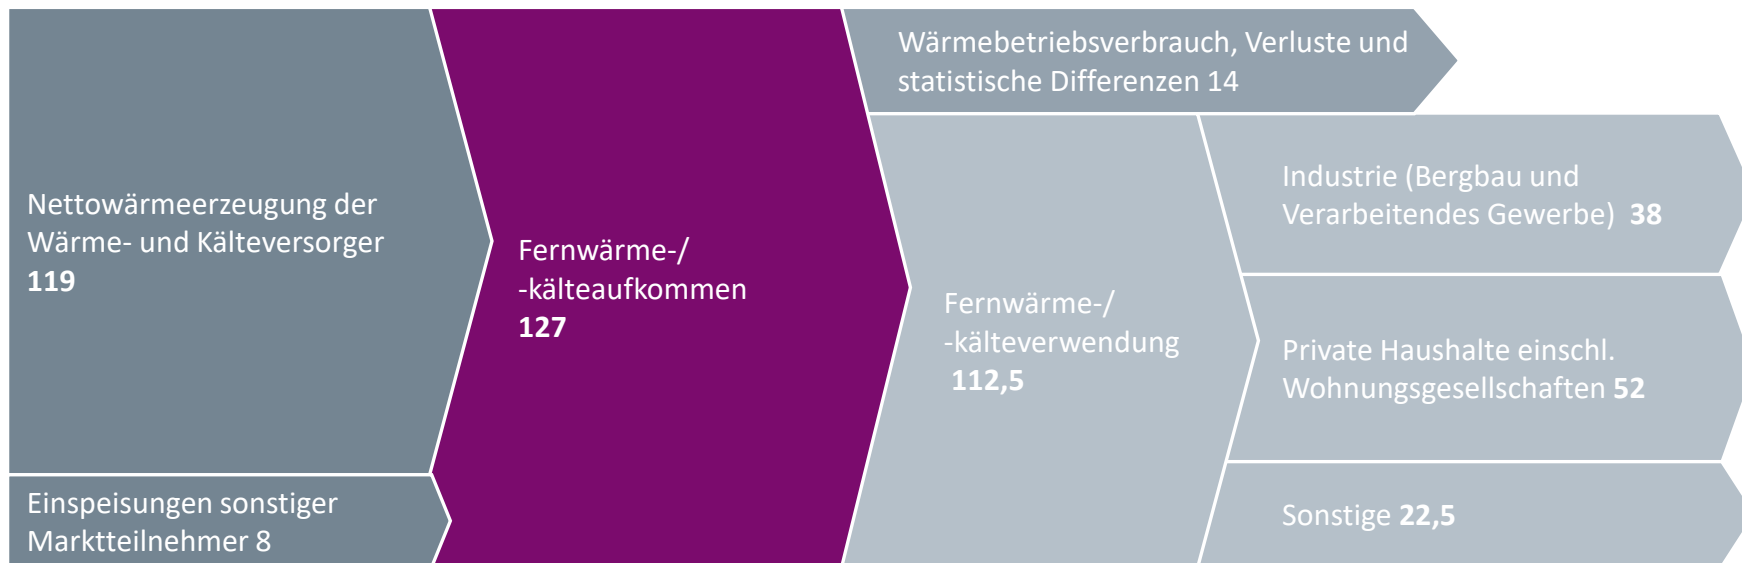 Nettowärmeerzeugung der
Wärme- und Kälteversorger
119
Einspeisungen sonstiger
Marktteilnehmer 8
Fernwärme-/
-kälteaufkommen
127
Wärmebetriebsverbrauch, Verluste und
statistische Differenzen 14
Fernwärme-/
-kälteverwendung
112,5
Industrie (Bergbau und
Verarbeitendes Gewerbe) 38
Private Haushalte einschl.
Wohnungsgesellschaften 52
Sonstige 22,5